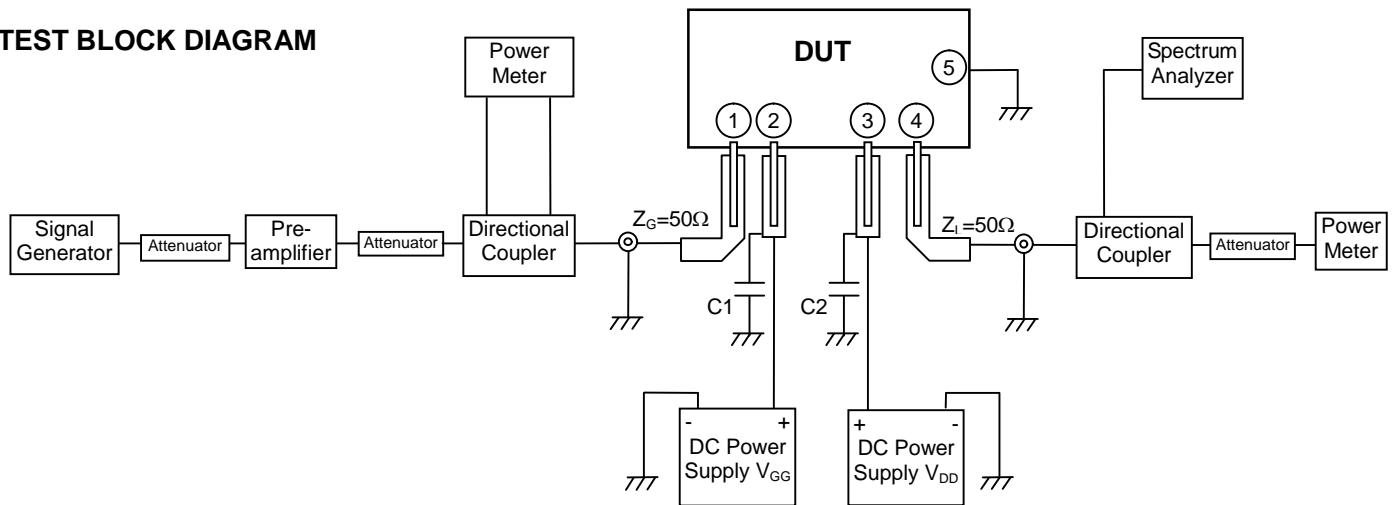 TEST BLOCK DIAGRAM
Power
Meter
DUT
5
Spectrum
Analyzer
1
2
3
4
Signal
Generator
Attenuator
Pre-
amplifier
Attenuator
Directional
Coupler
ZG=50Ω
ZL=50Ω
Directional
Coupler
Attenuator
Power
Meter
C1
C2
- +
DC Power
Supply VGG
+ -
DC Power
Supply VDD